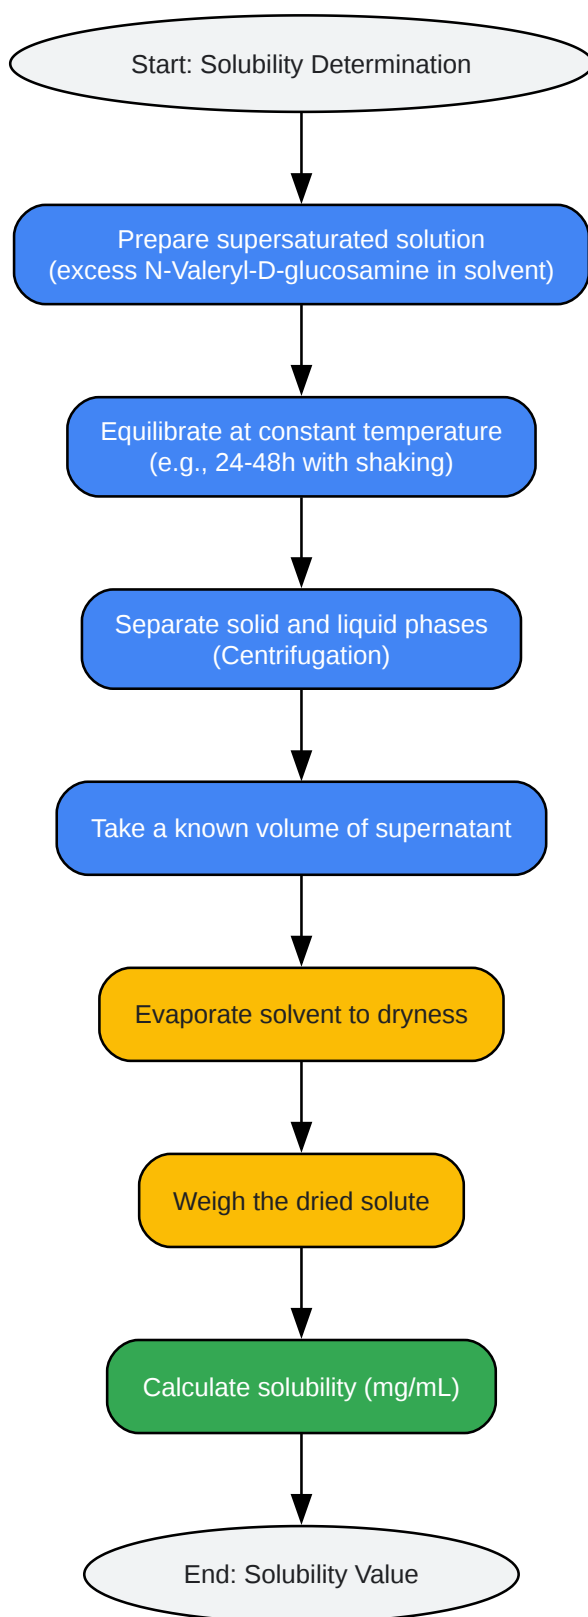 Start: Solubility Determination
Prepare supersaturated solution
(excess N-Valeryl-D-glucosamine in solvent)
Equilibrate at constant temperature
(e.g., 24-48h with shaking)
Separate solid and liquid phases
(Centrifugation)
Take a known volume of supernatant
Evaporate solvent to dryness
Weigh the dried solute
Calculate solubility (mg/mL)
End: Solubility Value